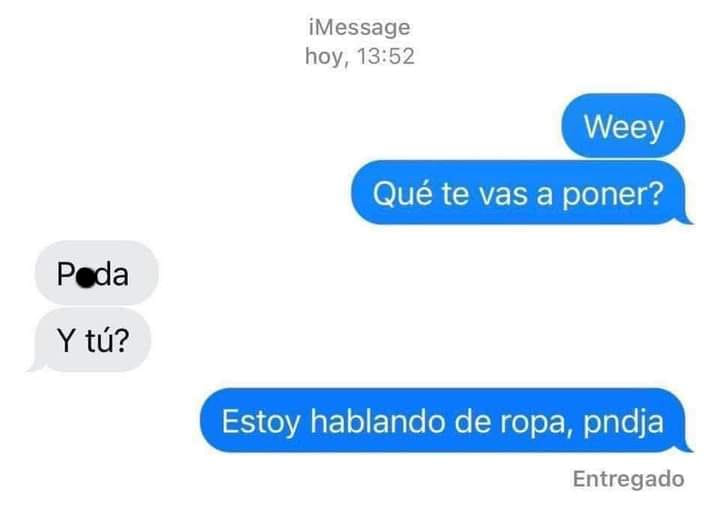 iMessage
hoy, 13:52
Weey
Qué te vas a poner?
P●da
Y tú?
Estoy hablando de ropa, pndja
Entregado